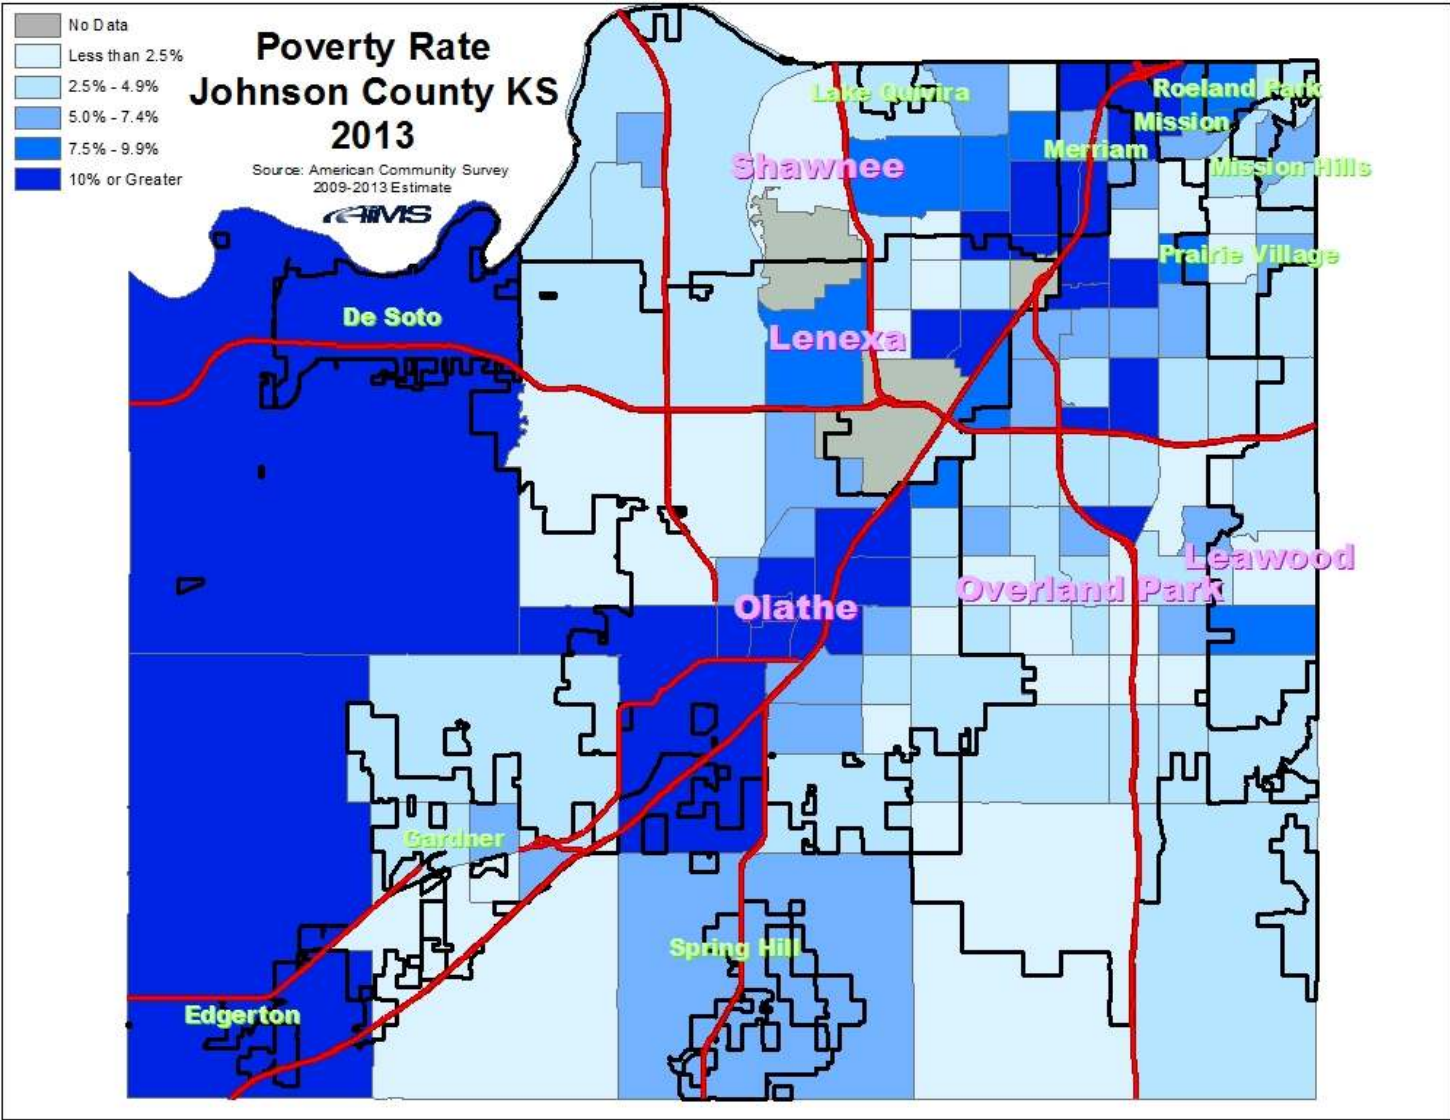 No Data
Less than 2.5%
2.5% - 4.9%
5.0% - 7.4%
7.5% - 9.9%
10% or Greater
Poverty Rate
Johnson County KS
2013
Source: American Community Survey
2009-2013 Estimate
AIMS
Lake Quivira
Roeland Park
Mission
Merriam
Shawnee
Mission Hills
Prairie Village
De Soto
Lenexa
Leawood
Overland Park
Olathe
Gardner
Spring Hill
Edgerton